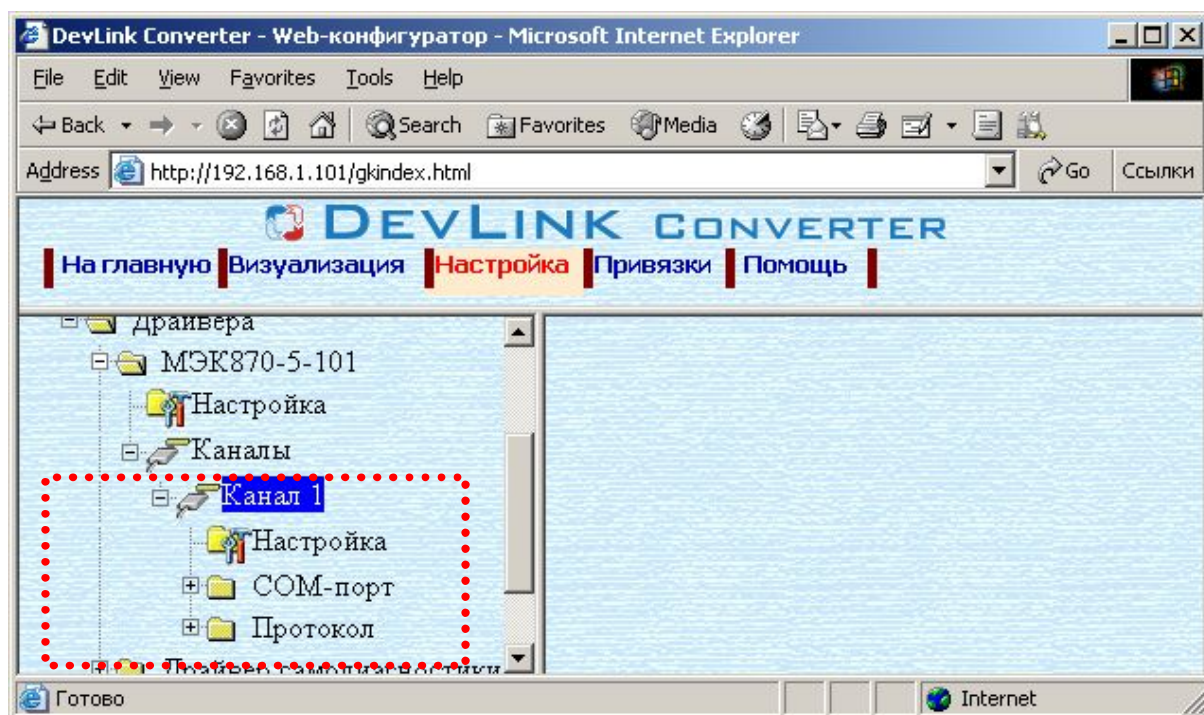 DevLink Converter - Web-конфигуратор - Microsoft Internet Explorer
File Edit View Favorites Tools Help
Back Search Favorites Media
Address http://192.168.1.101/gkindex.html Go Ссылки
DEVLINK CONVERTER
На главную Визуализация Настройка Привязки Помощь
Драйвера
МЭК870-5-101
Настройка
Каналы
Канал 1
Настройка
COM-порт
Протокол
Драйвер самодиагностики
Готово Internet